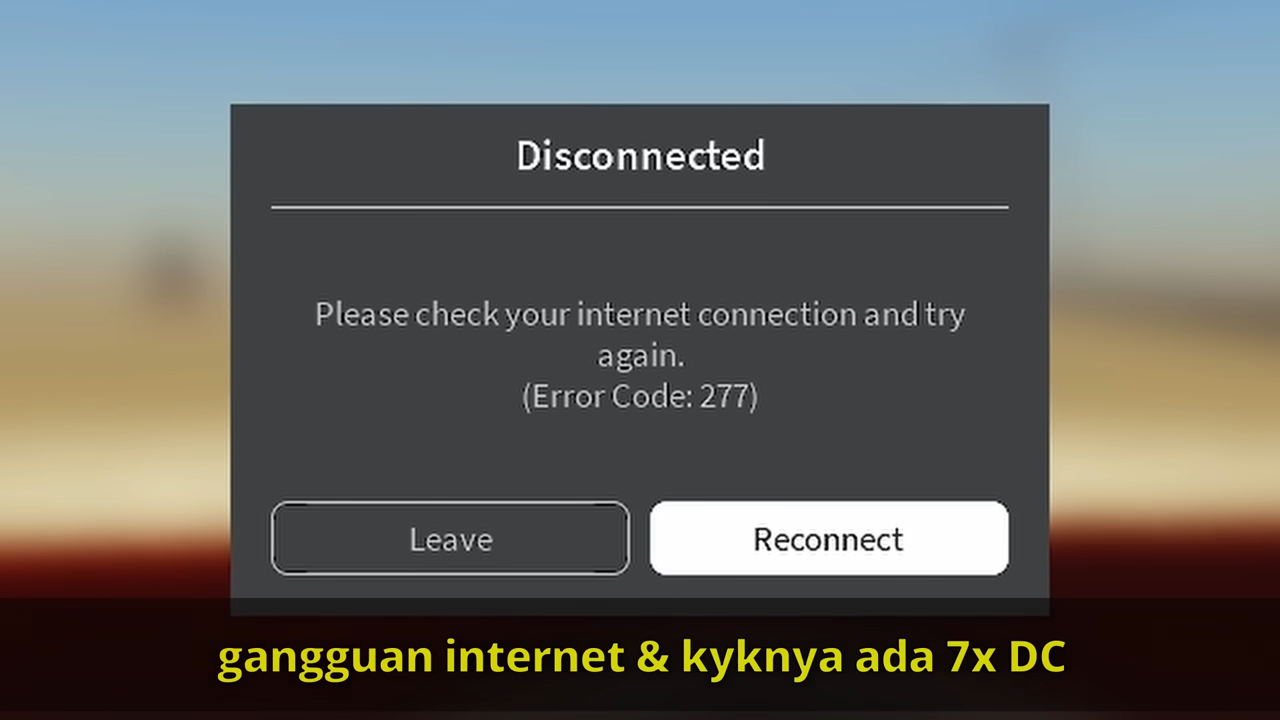 Disconnected
Please check your internet connection and try
again.
(Error Code: 277)
Leave
Reconnect
gangguan internet & kyknya ada 7x DC